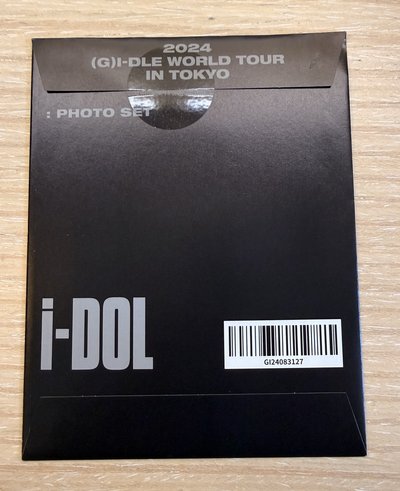 2024
(G)I-DLE WORLD TOUR
IN TOKYO
: PHOTO SET
i-DOL
GI24083127